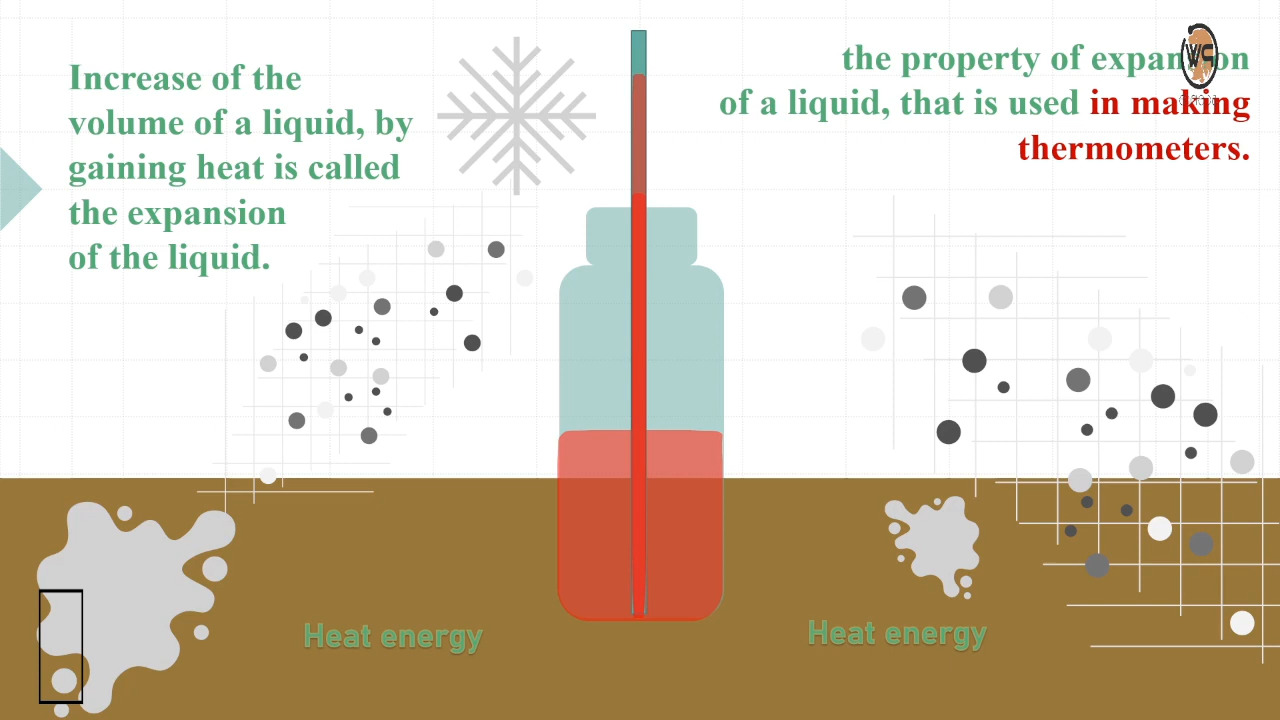 Increase of the
volume of a liquid, by
gaining heat is called
the expansion
of the liquid.
the property of expansion
of a liquid, that is used in making
thermometers.
Heat energy
Heat energy